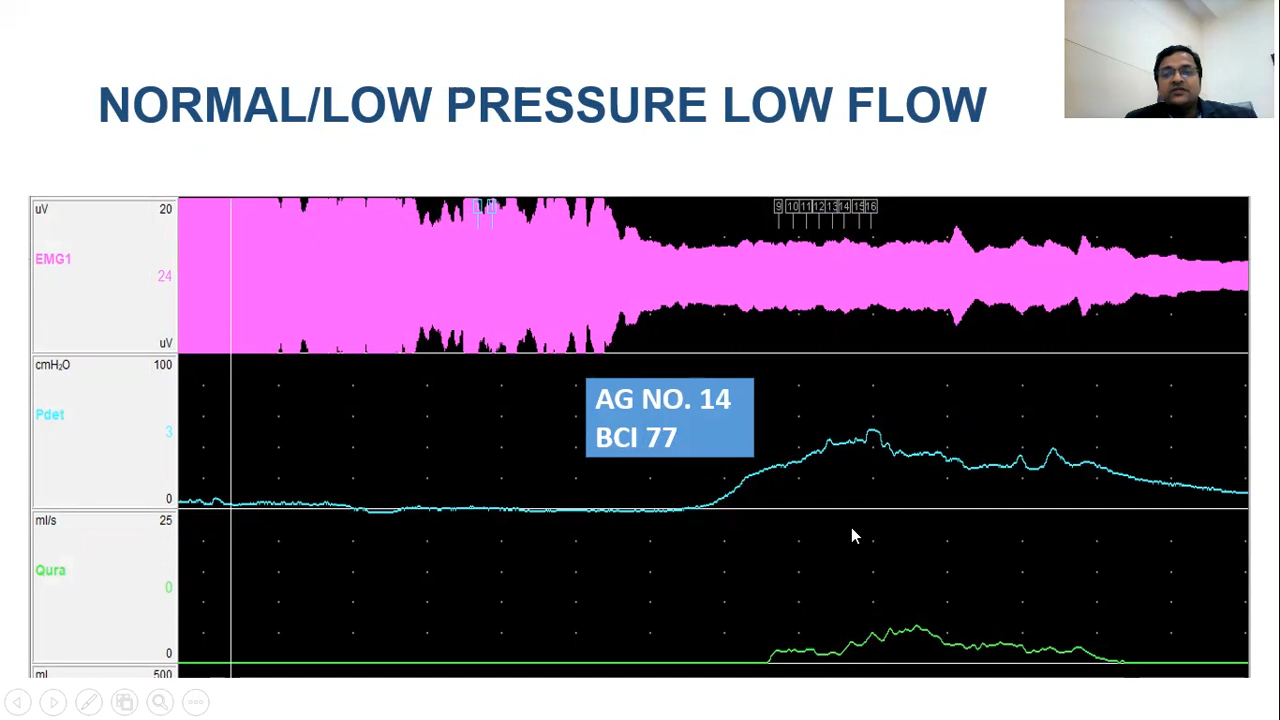 NORMAL/LOW PRESSURE LOW FLOW
uV 20
EMG1
24
uV
9 10 11 12 13 14 15 16
cmH₂O 100
Pdet
3
0
AG NO. 14
BCI 77
ml/s 25
Qura
0
0
ml 500